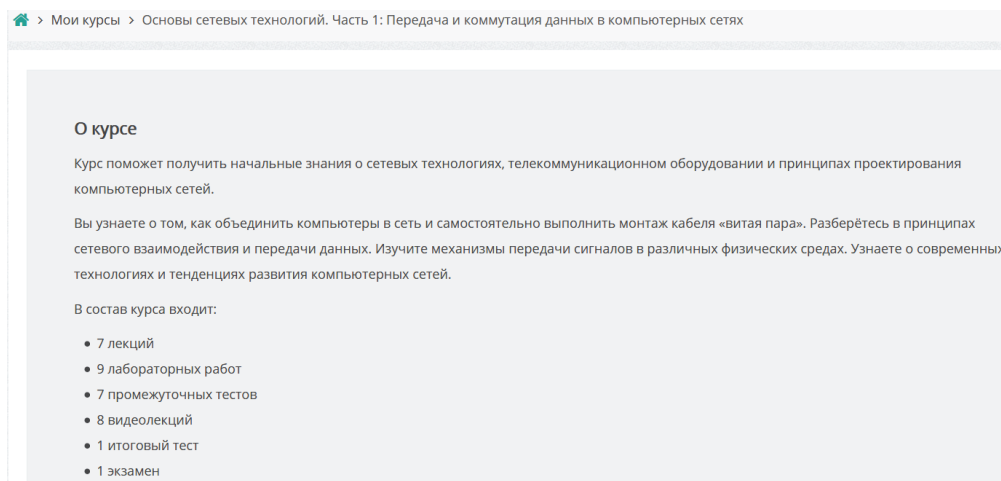 Мои курсы > Основы сетевых технологий. Часть 1: Передача и коммутация данных в компьютерных сетях
О курсе
Курс поможет получить начальные знания о сетевых технологиях, телекоммуникационном оборудовании и принципах проектирования
компьютерных сетей.
Вы узнаете о том, как объединить компьютеры в сеть и самостоятельно выполнить монтаж кабеля «витая пара». Разберётесь в принципах
сетевого взаимодействия и передачи данных. Изучите механизмы передачи сигналов в различных физических средах. Узнаете о современных
технологиях и тенденциях развития компьютерных сетей.
В состав курса входит:
• 7 лекций
• 9 лабораторных работ
• 7 промежуточных тестов
• 8 видеолекций
• 1 итоговый тест
• 1 экзамен